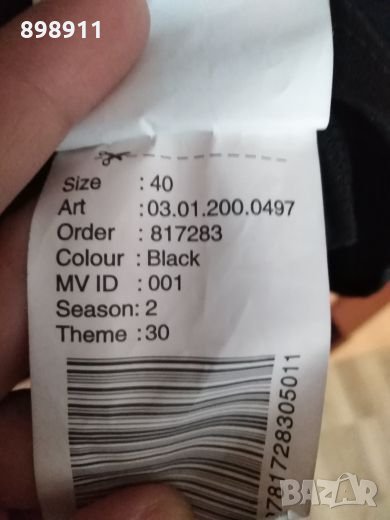 898911
Size : 40
Art : 03.01.200.0497
Order : 817283
Colour : Black
MV ID : 001
Season: 2
Theme : 30
781728305011
BAZAR